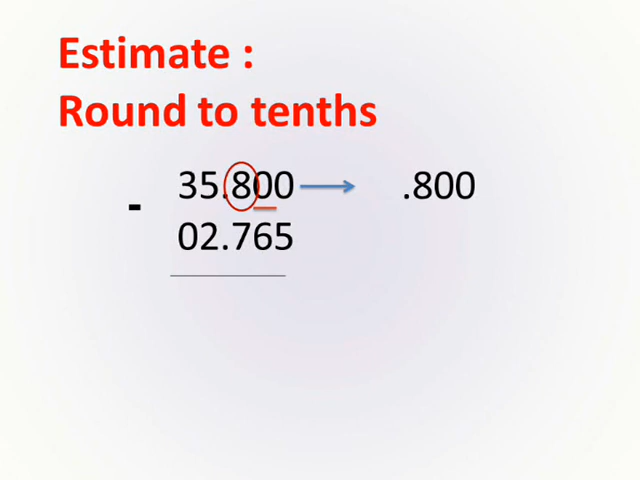 Estimate :
Round to tenths
35.800 .800
- 02.765